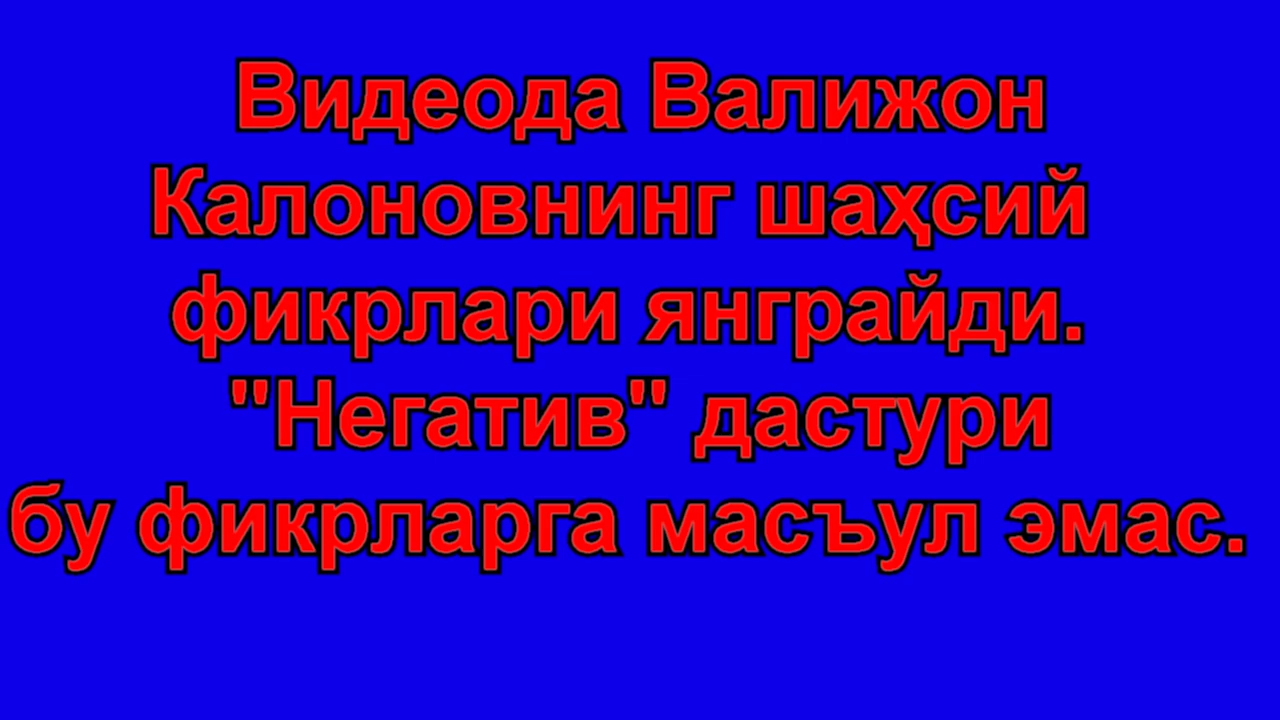 Видеода Валижон
Калоновнинг шаҳсий
фикрлари янграйди.
"Негатив" дастури
бу фикрларга масъул эмас.